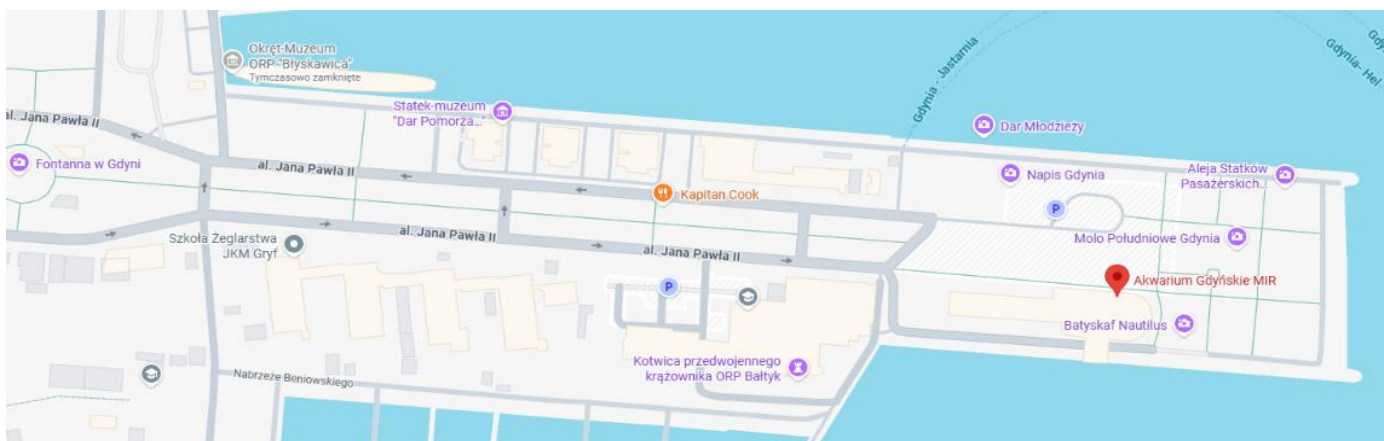 Okręt-Muzeum
ORP "Błyskawica"
Tymczasowo zamknięte
Gdynia - Jastarnia
Gdynia- Hel
Statek-muzeum
"Dar Pomorza..."
Dar Młodzieży
al. Jana Pawła II
Fontanna w Gdyni
al. Jana Pawła II
Kapitan Cook
Napis Gdynia
Aleja Statków
Pasażerskich...
P
Szkoła Żeglarstwa
JKM Gryf
al. Jana Pawła II
al. Jana Pawła II
Molo Południowe Gdynia
P
Akwarium Gdyńskie MIR
Batyskaf Nautilus
Kotwica przedwojennego
krążownika ORP Bałtyk
Nabrzeże Beniowskiego